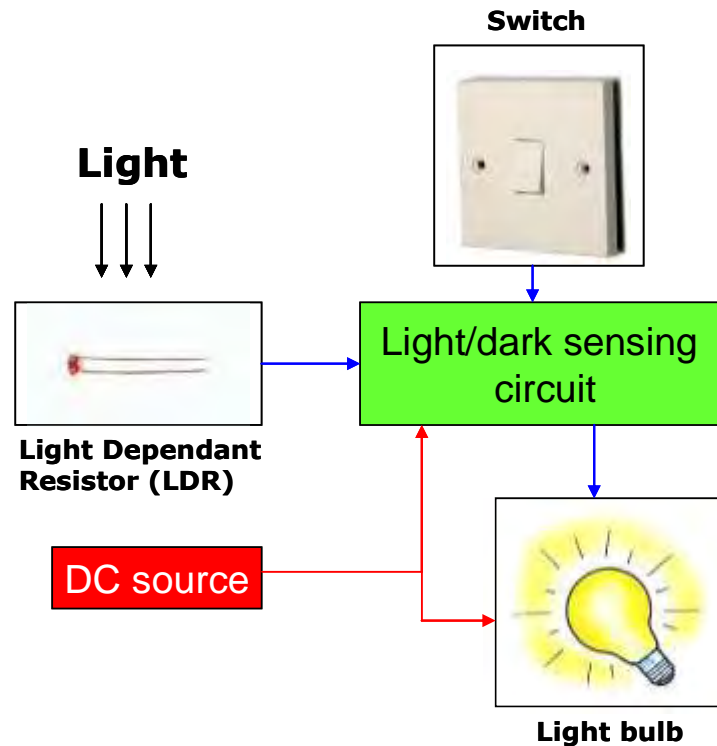 Switch
Light
Light/dark sensing
circuit
Light Dependant
Resistor (LDR)
DC source
Light bulb